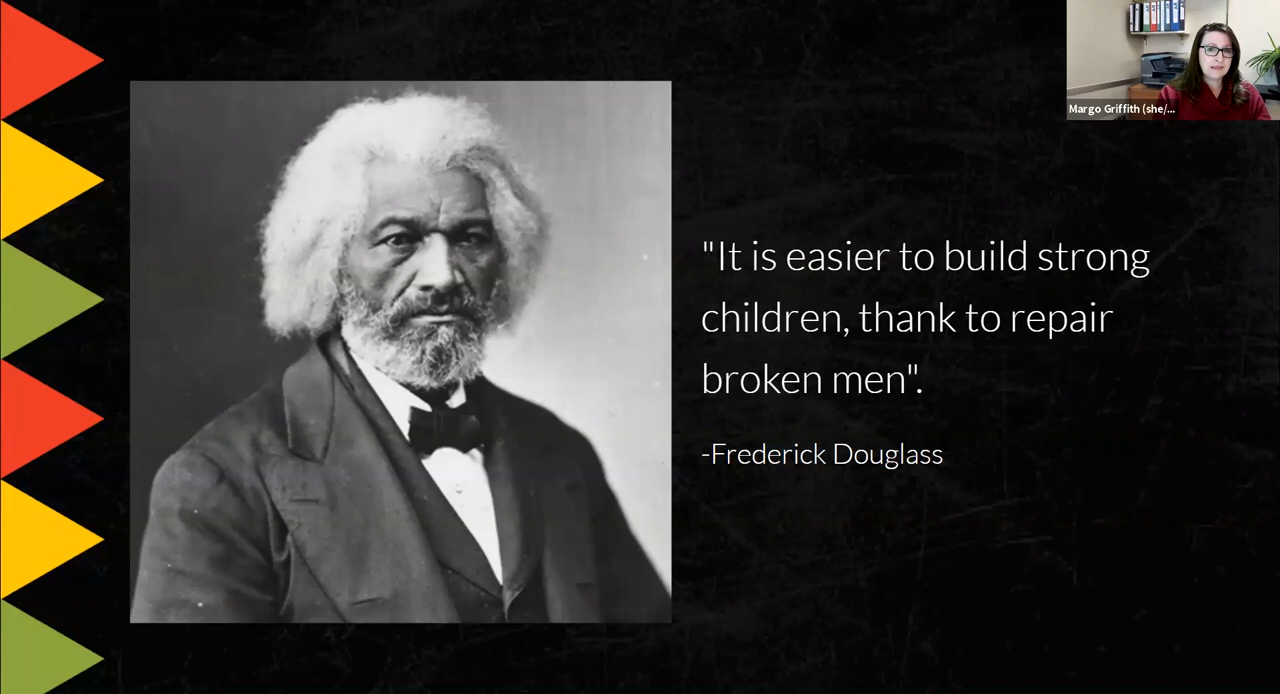 Margo Griffith (she/...
"It is easier to build strong
children, thank to repair
broken men".
-Frederick Douglass